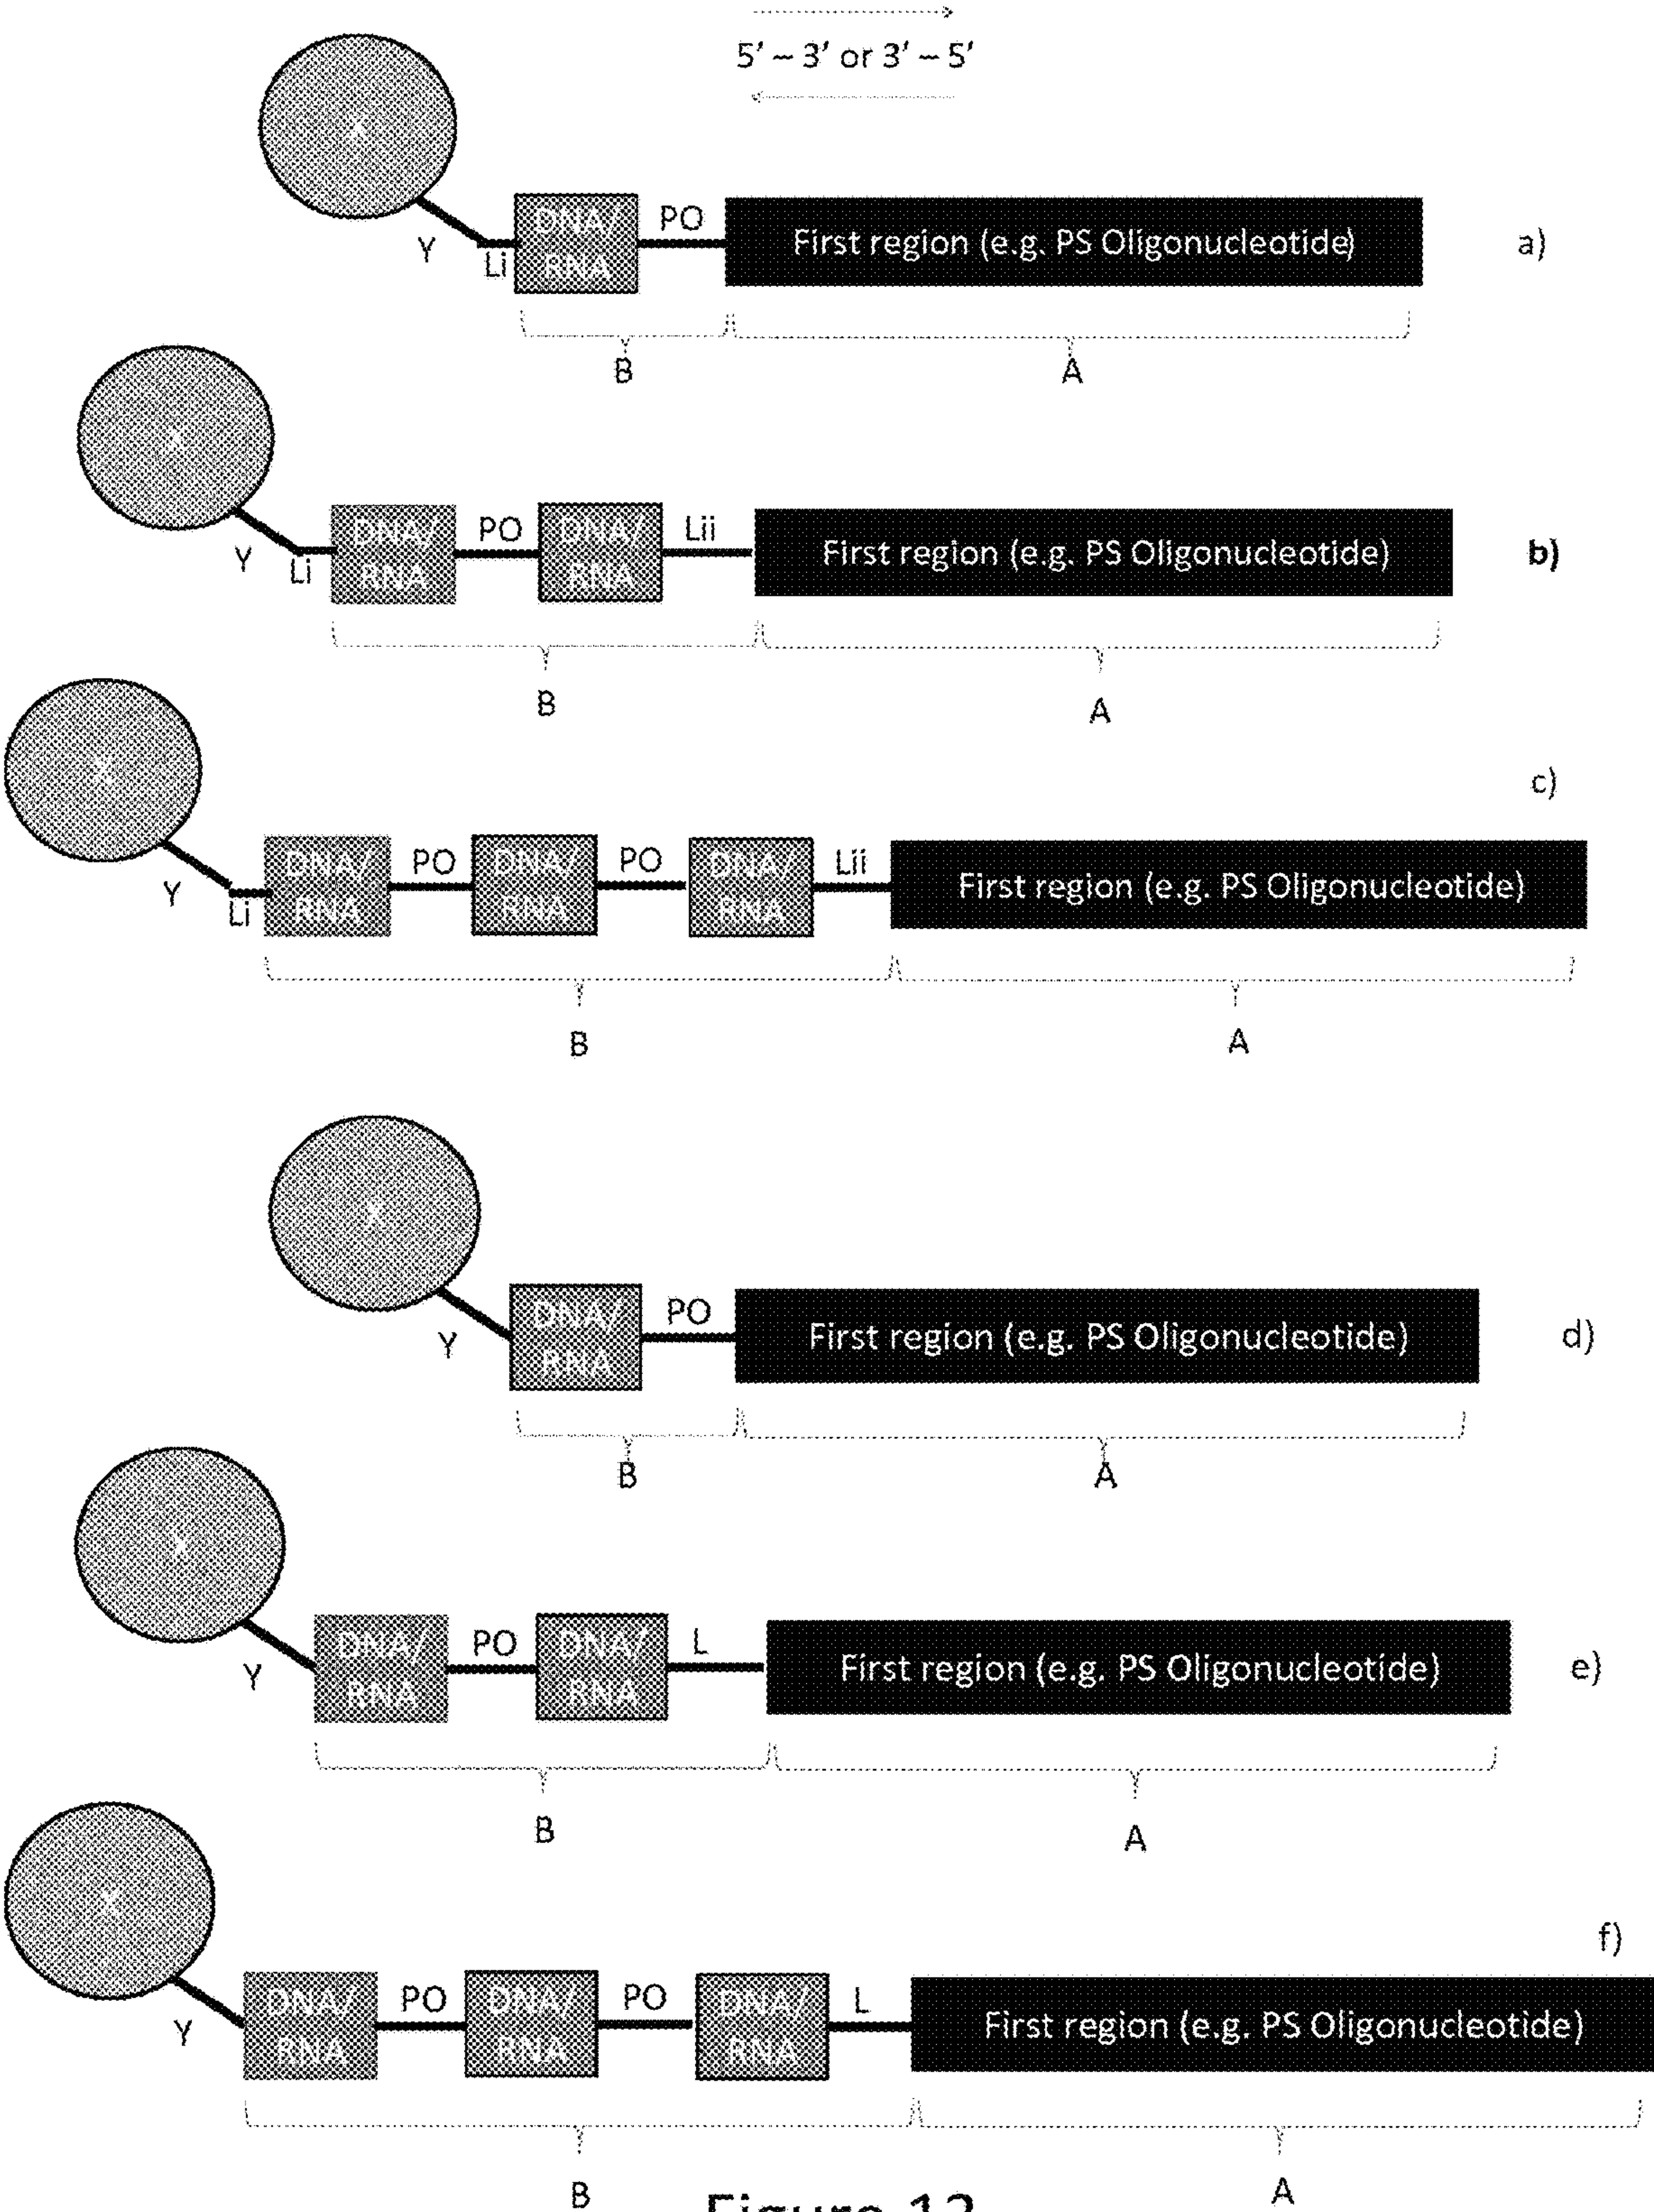 5' – 3' or 3' – 5'
X
Y
Li
DNA/
RNA
PO
First region (e.g. PS Oligonucleotide)
a)
B
A
X
Y
Li
DNA/
RNA
PO
DNA/
RNA
Lii
First region (e.g. PS Oligonucleotide)
b)
B
A
X
c)
Y
Li
DNA/
RNA
PO
DNA/
RNA
PO
DNA/
RNA
Lii
First region (e.g. PS Oligonucleotide)
B
A
X
Y
DNA/
RNA
PO
First region (e.g. PS Oligonucleotide)
d)
B
A
X
Y
DNA/
RNA
PO
DNA/
RNA
L
First region (e.g. PS Oligonucleotide)
e)
B
A
X
f)
Y
DNA/
RNA
PO
DNA/
RNA
PO
DNA/
RNA
L
First region (e.g. PS Oligonucleotide)
B
A
Figure